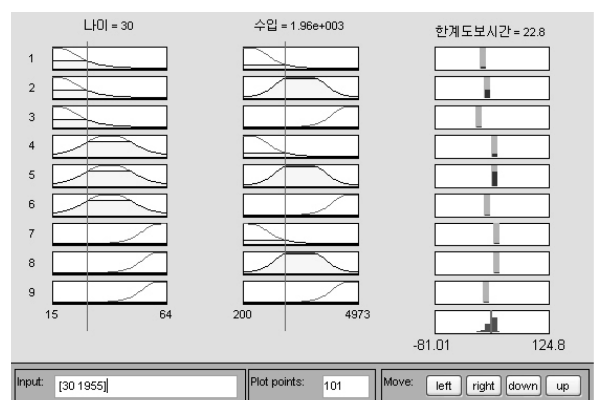 나이 = 30
수입 = 1.96e+003
한계도보시간 = 22.8
1
2
3
4
5
6
7
8
9
15
64
200
4973
-81.01
124.8
Input:
[30 1955]
Plot points:
101
Move:
left
right
down
up